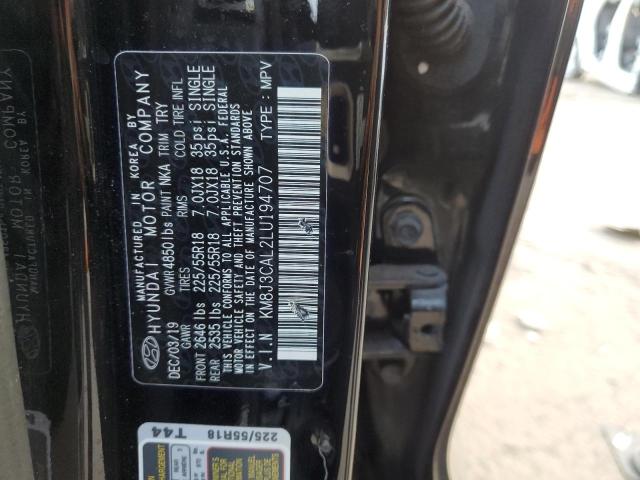 MANUFACTURED IN KOREA BY
HYUNDAI MOTOR COMPANY
DEC/03/19 GVWR 4850lbs PAINT NKA TRIM TRY
GAWR TIRES RIMS COLD TIRE INFL
FRONT 2646 lbs 225/55R18 7.0JX18 35psi SINGLE
REAR 2595 lbs 225/55R18 7.0JX18 35psi SINGLE
THIS VEHICLE CONFORMS TO ALL APPLICABLE U.S.A. FEDERAL
MOTOR VEHICLE SAFETY AND THEFT PREVENTION STANDARDS
IN EFFECT ON THE DATE OF MANUFACTURE SHOWN ABOVE
V.I.N KM8J3CAL2LU194707 TYPE : MPV
T44
225/55R18